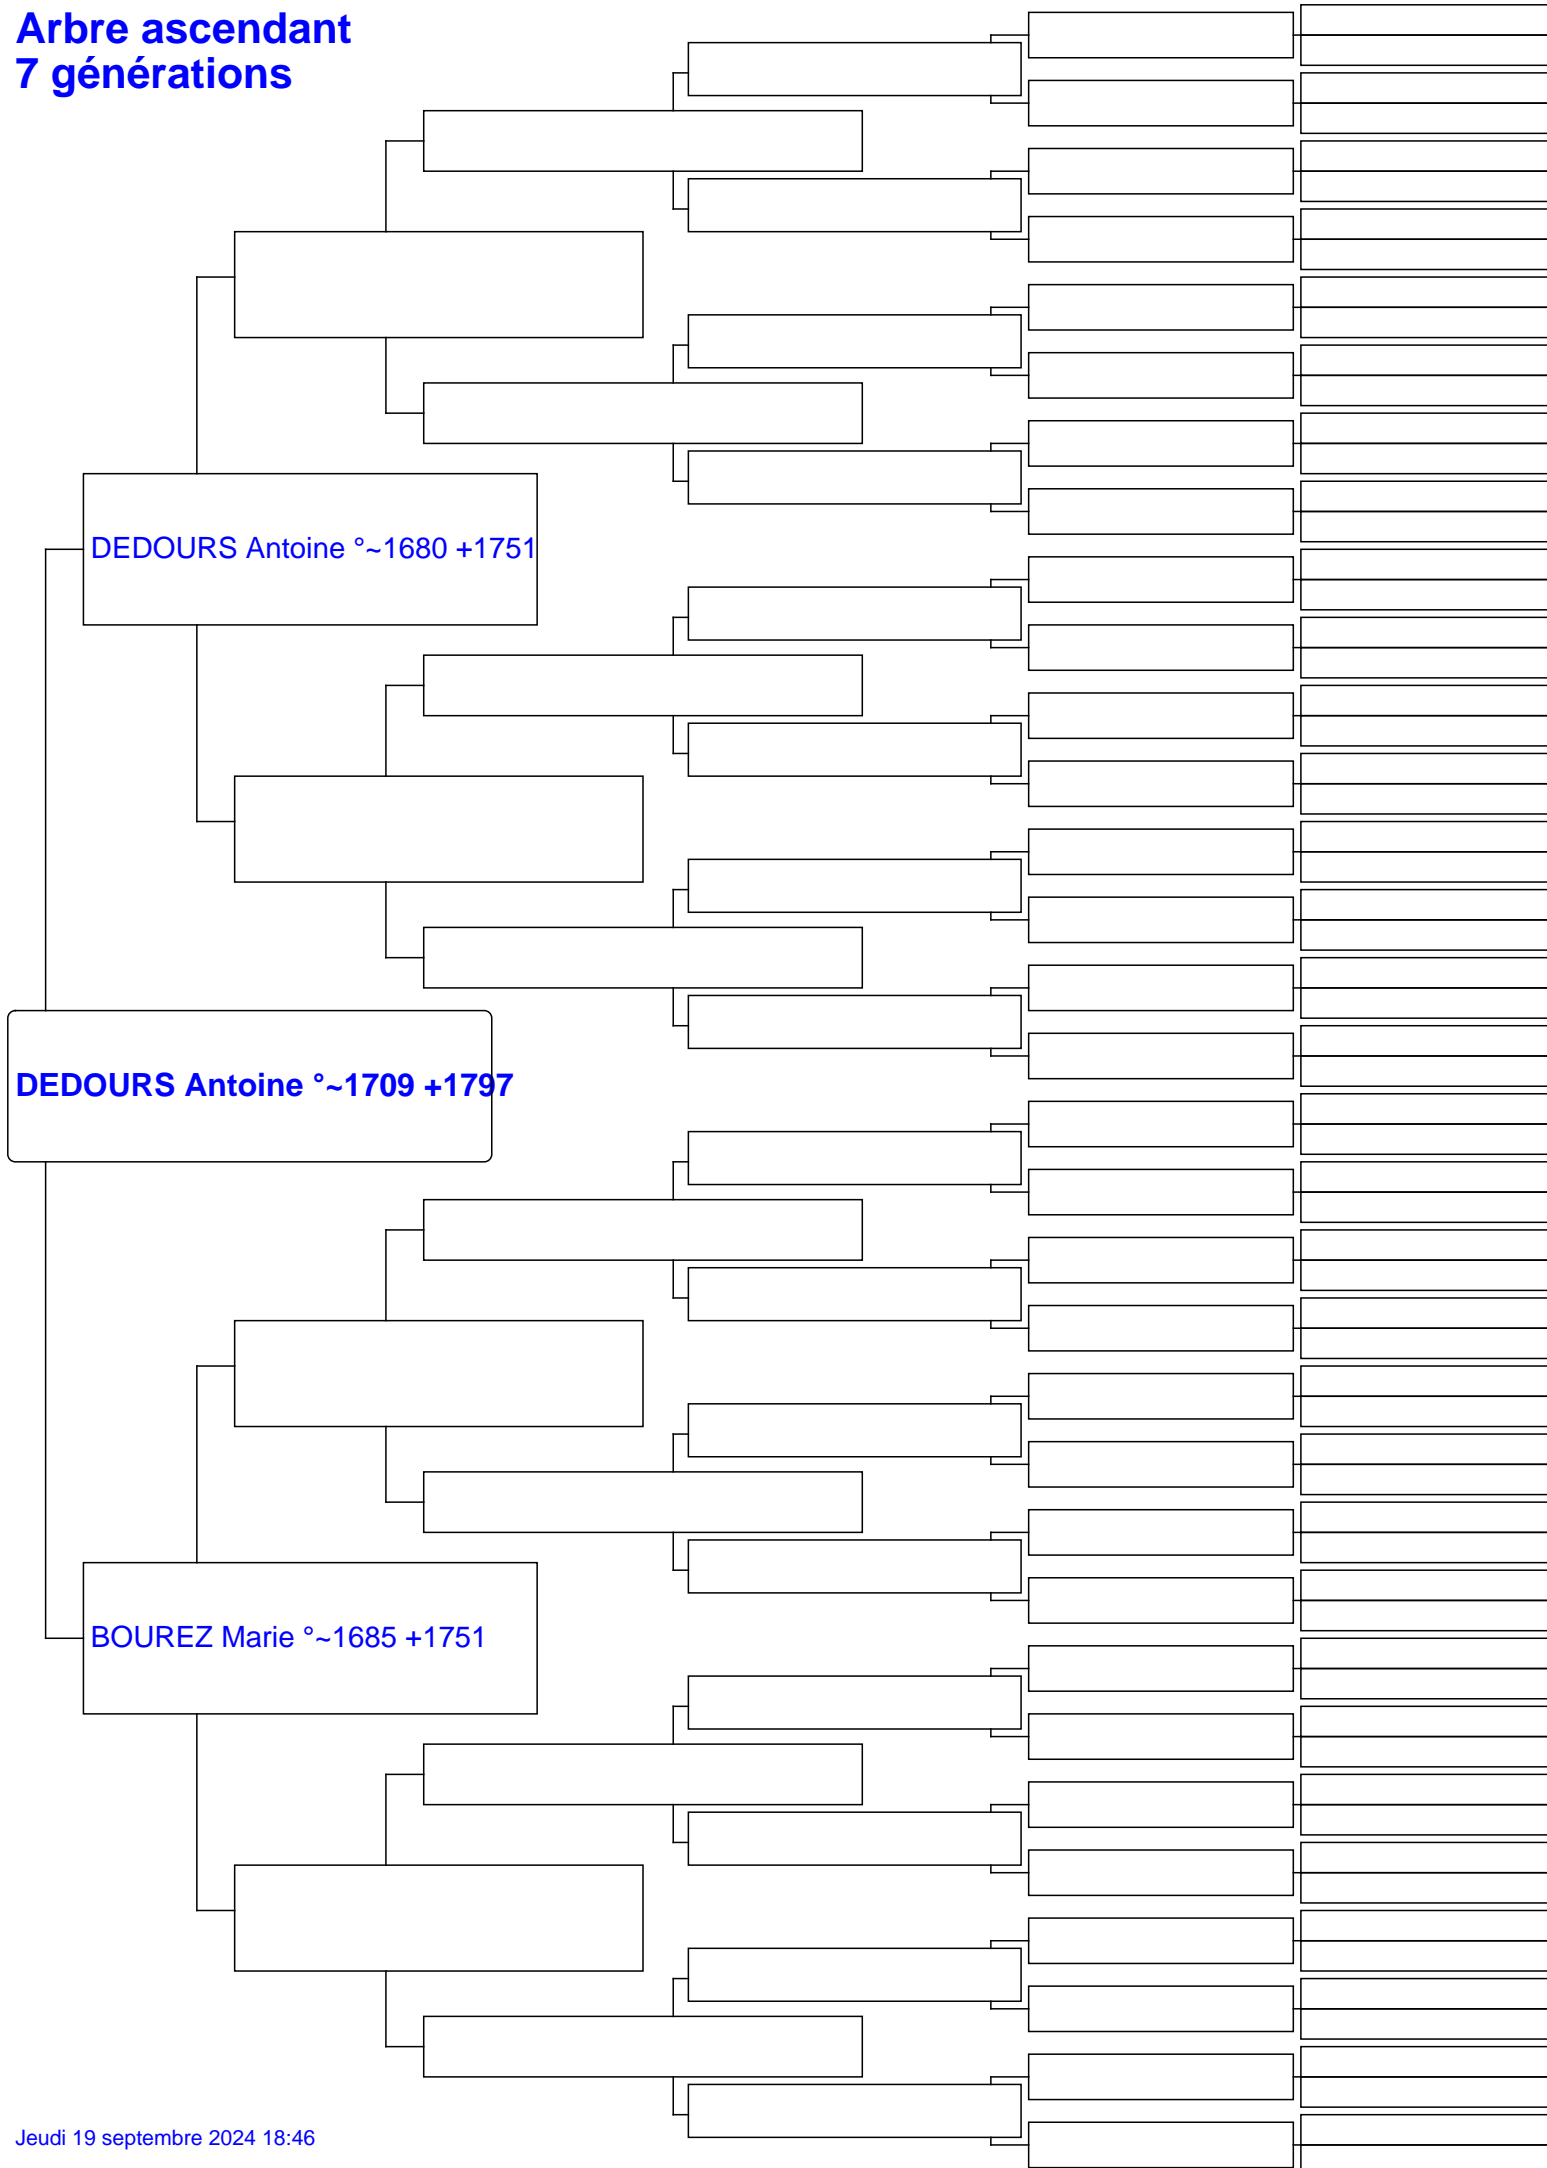 Arbre ascendant
7 générations
DEDOURS Antoine °~1680 +1751
DEDOURS Antoine °~1709 +1797
BOUREZ Marie °~1685 +1751
Jeudi 19 septembre 2024 18:46